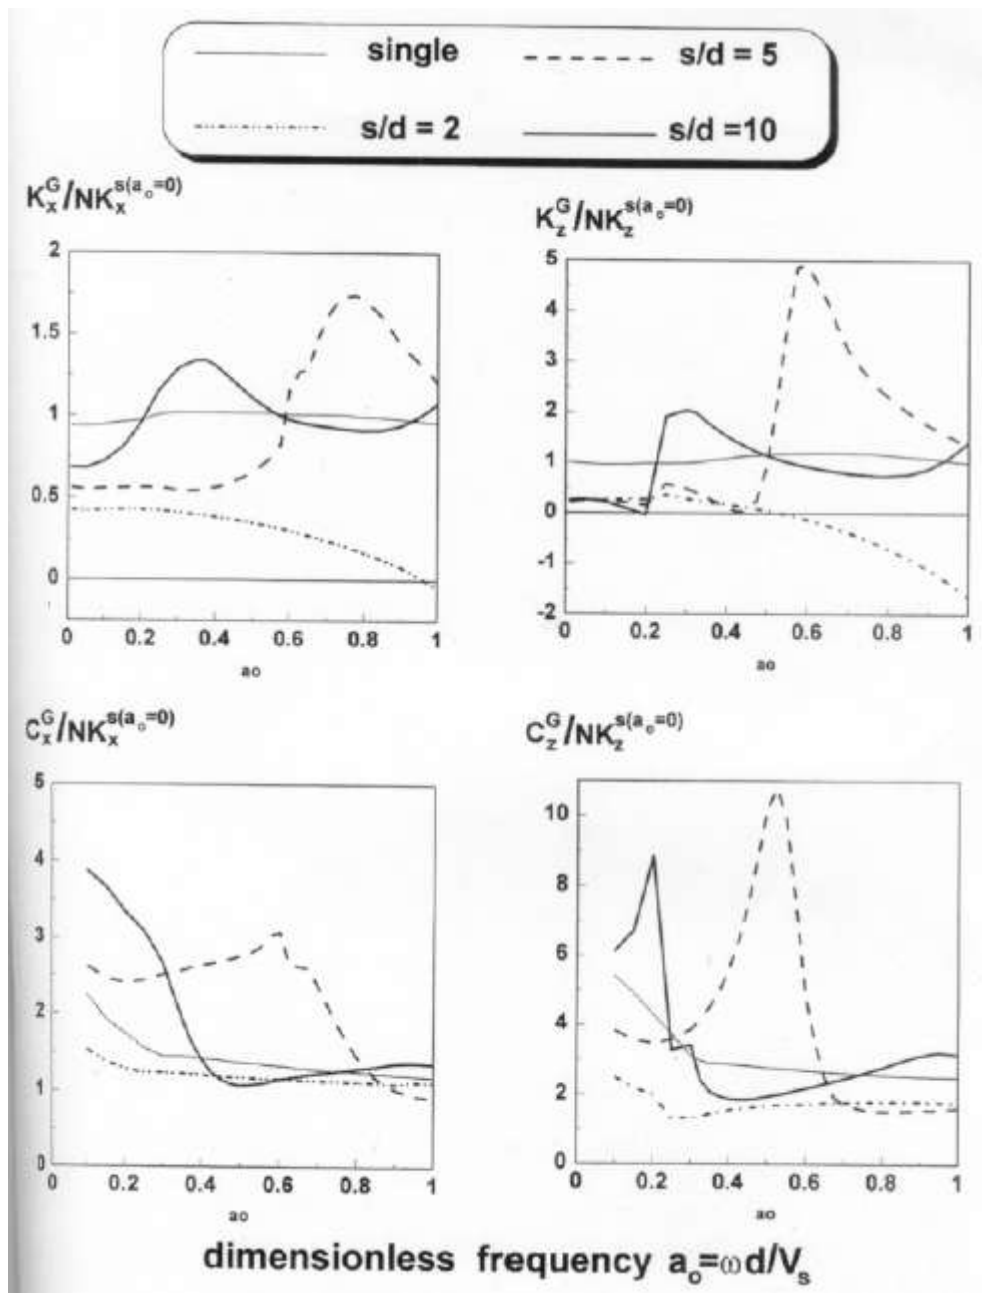 single
s/d = 5
s/d = 2
s/d =10
K_x^G/NK_x^{s(a_o=0)}
2
1.5
1
0.5
0
0 0.2 0.4 0.6 0.8 1
ao
K_z^G/NK_z^{s(a_o=0)}
5
4
3
2
1
0
-1
-2
0 0.2 0.4 0.6 0.8 1
ao
C_x^G/NK_x^{s(a_o=0)}
5
4
3
2
1
0
0 0.2 0.4 0.6 0.8 1
ao
C_z^G/NK_z^{s(a_o=0)}
10
8
6
4
2
0
0 0.2 0.4 0.6 0.8 1
ao
dimensionless frequency a_o=ωd/V_s